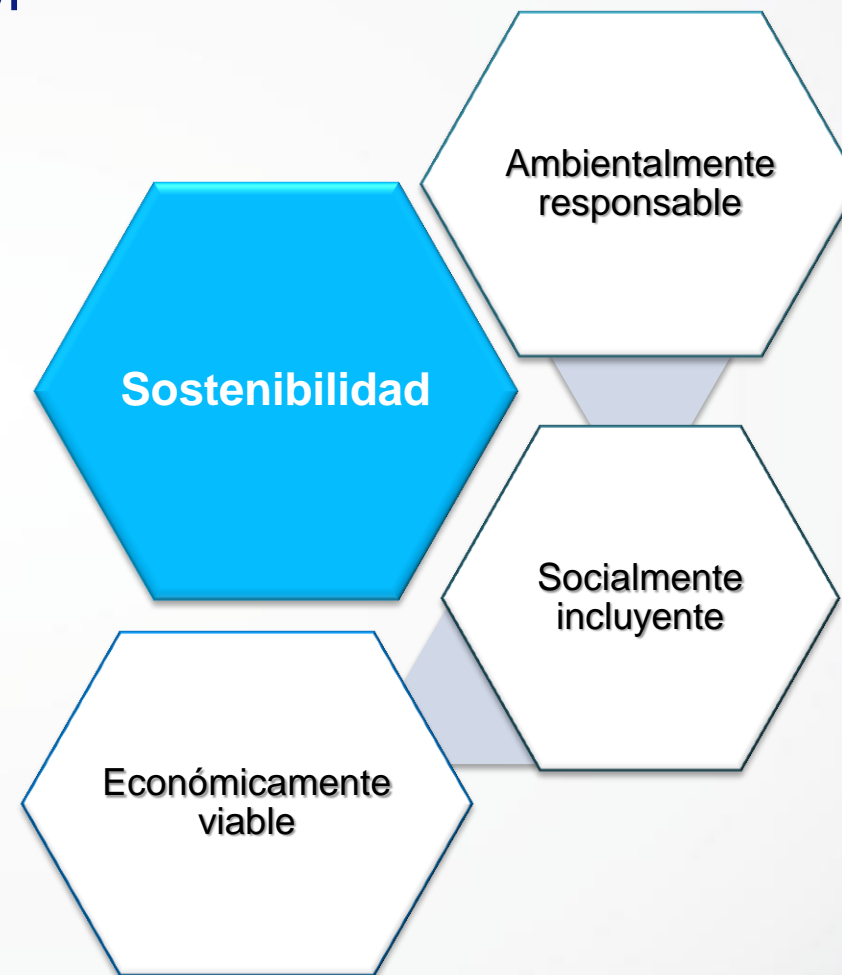 Ambientalmente
responsable
Sostenibilidad
Socialmente
incluyente
Económicamente
viable